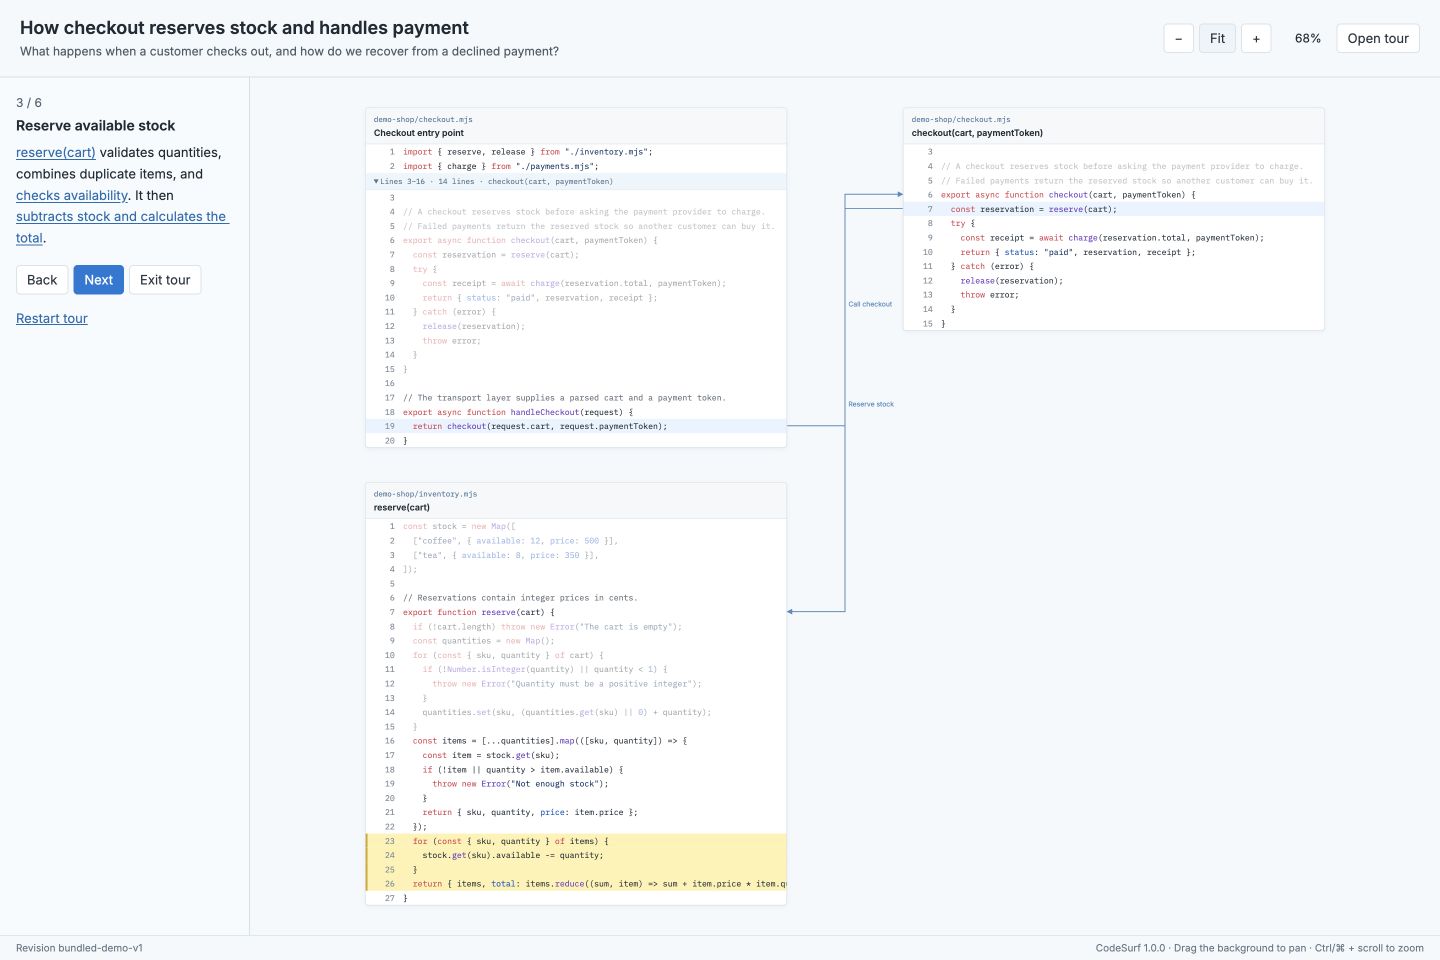 How checkout reserves stock and handles payment
What happens when a customer checks out, and how do we recover from a declined payment?
−
Fit
+
68%
Open tour
3 / 6
Reserve available stock
reserve(cart) validates quantities,
combines duplicate items, and
checks availability. It then
subtracts stock and calculates the
total.
Back
Next
Exit tour
Restart tour
demo-shop/checkout.mjs
Checkout entry point
1 import { reserve, release } from "./inventory.mjs";
2 import { charge } from "./payments.mjs";
▼Lines 3–16 · 14 lines · checkout(cart, paymentToken)
3
4 // A checkout reserves stock before asking the payment provider to charge.
5 // Failed payments return the reserved stock so another customer can buy it.
6 export async function checkout(cart, paymentToken) {
7   const reservation = reserve(cart);
8   try {
9     const receipt = await charge(reservation.total, paymentToken);
10     return { status: "paid", reservation, receipt };
11   } catch (error) {
12     release(reservation);
13     throw error;
14   }
15 }
16
17 // The transport layer supplies a parsed cart and a payment token.
18 export async function handleCheckout(request) {
19   return checkout(request.cart, request.paymentToken);
20 }
demo-shop/checkout.mjs
checkout(cart, paymentToken)
3
4 // A checkout reserves stock before asking the payment provider to charge.
5 // Failed payments return the reserved stock so another customer can buy it.
6 export async function checkout(cart, paymentToken) {
7   const reservation = reserve(cart);
8   try {
9     const receipt = await charge(reservation.total, paymentToken);
10     return { status: "paid", reservation, receipt };
11   } catch (error) {
12     release(reservation);
13     throw error;
14   }
15 }
Call checkout
Reserve stock
demo-shop/inventory.mjs
reserve(cart)
1 const stock = new Map([
2   ["coffee", { available: 12, price: 500 }],
3   ["tea", { available: 8, price: 350 }],
4 ]);
5
6 // Reservations contain integer prices in cents.
7 export function reserve(cart) {
8   if (!cart.length) throw new Error("The cart is empty");
9   const quantities = new Map();
10   for (const { sku, quantity } of cart) {
11     if (!Number.isInteger(quantity) || quantity < 1) {
12       throw new Error("Quantity must be a positive integer");
13     }
14     quantities.set(sku, (quantities.get(sku) || 0) + quantity);
15   }
16   const items = [...quantities].map(([sku, quantity]) => {
17     const item = stock.get(sku);
18     if (!item || quantity > item.available) {
19       throw new Error("Not enough stock");
20     }
21     return { sku, quantity, price: item.price };
22   });
23   for (const { sku, quantity } of items) {
24     stock.get(sku).available -= quantity;
25   }
26   return { items, total: items.reduce((sum, item) => sum + item.price * item.qu
27 }
Revision bundled-demo-v1
CodeSurf 1.0.0 · Drag the background to pan · Ctrl/⌘ + scroll to zoom